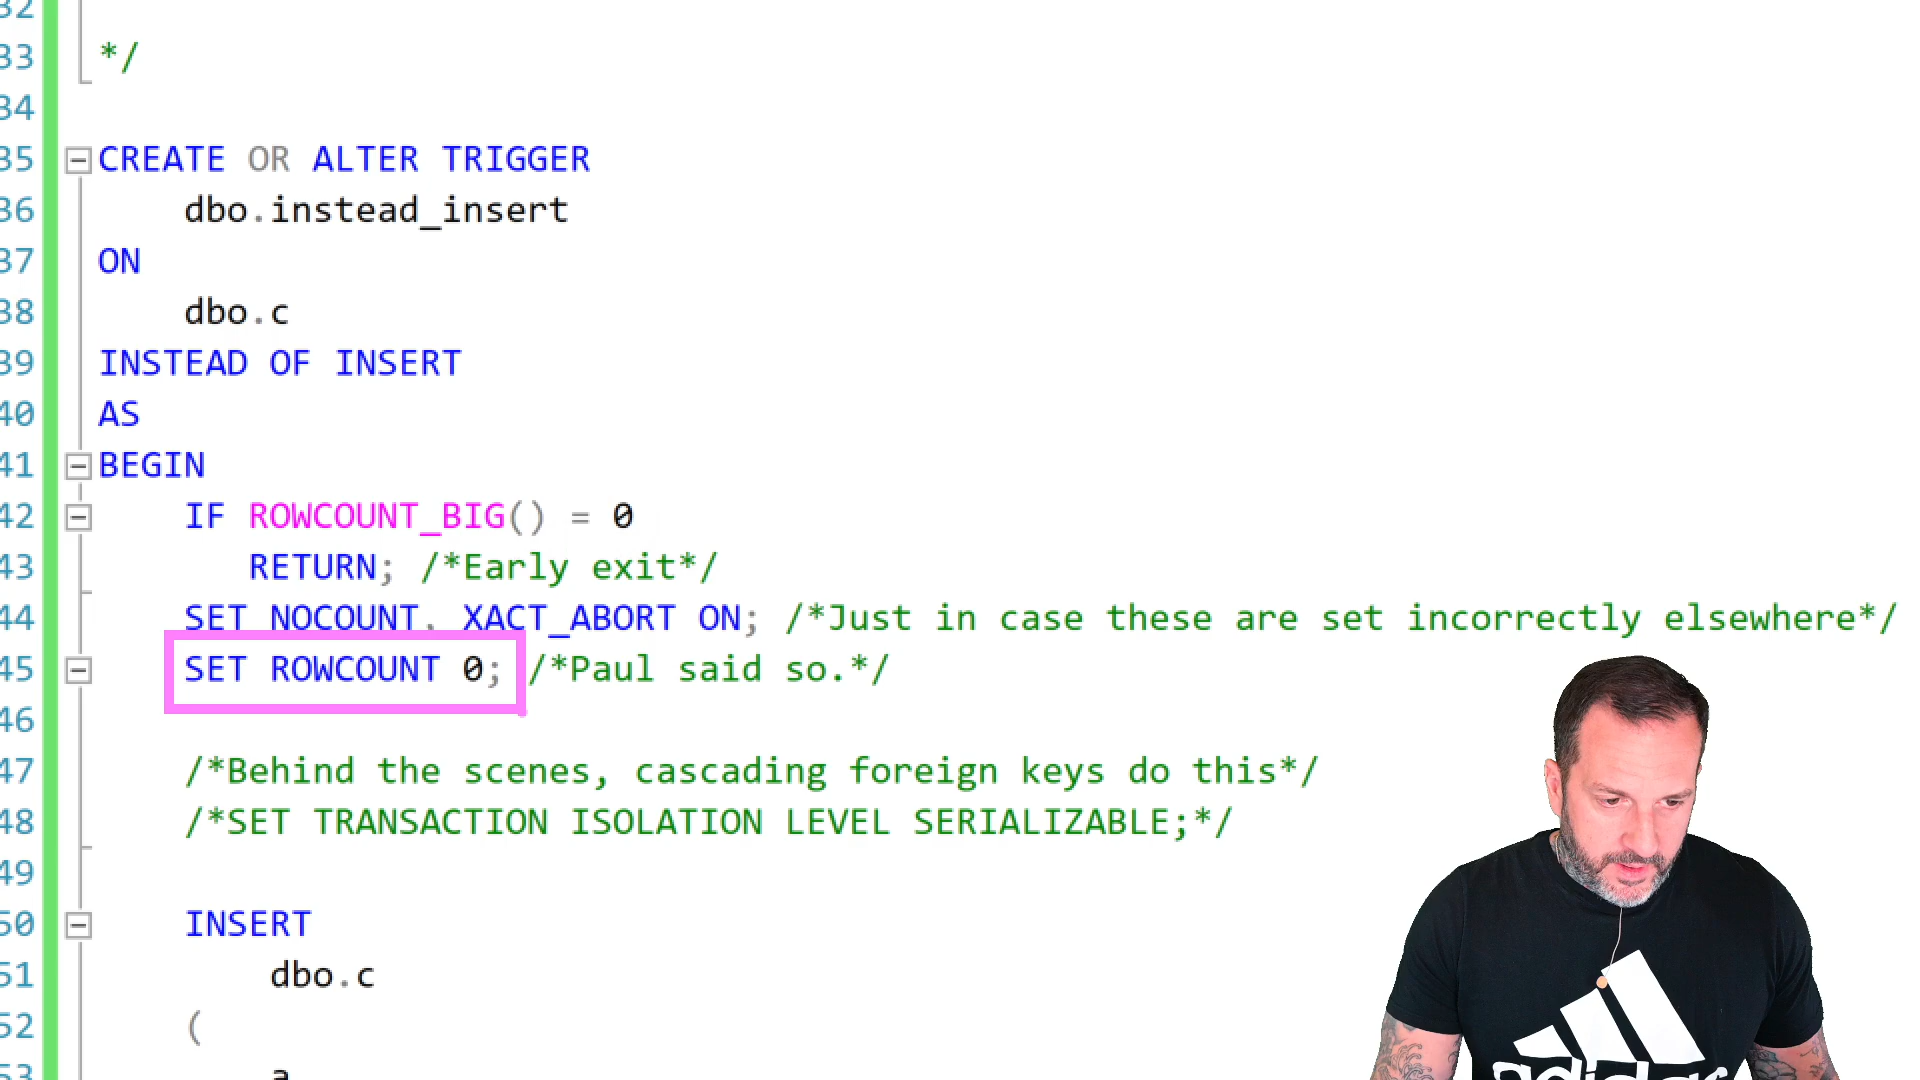 32
33 */
34
35 CREATE OR ALTER TRIGGER
36 dbo.instead_insert
37 ON
38 dbo.c
39 INSTEAD OF INSERT
40 AS
41 BEGIN
42 IF ROWCOUNT_BIG() = 0
43 RETURN; /*Early exit*/
44 SET NOCOUNT, XACT_ABORT ON; /*Just in case these are set incorrectly elsewhere*/
45 SET ROWCOUNT 0; /*Paul said so.*/
46
47 /*Behind the scenes, cascading foreign keys do this*/
48 /*SET TRANSACTION ISOLATION LEVEL SERIALIZABLE;*/
49
50 INSERT
51 dbo.c
52 (
53 a
adidas